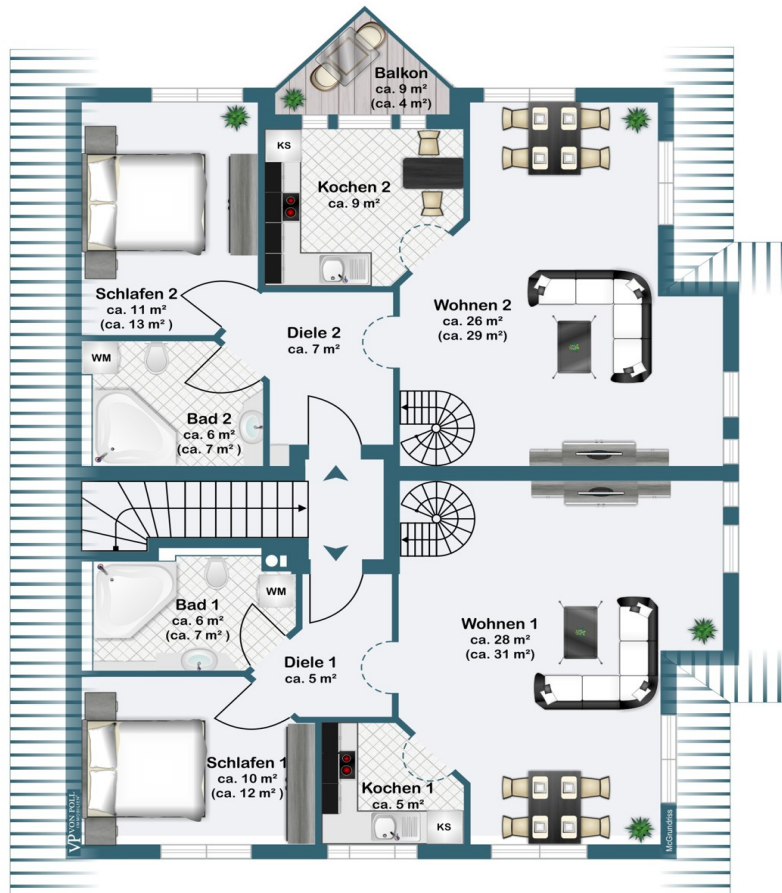 Balkon
ca. 9 m²
(ca. 4 m²)
KS
Kochen 2
ca. 9 m²
Schlafen 2
ca. 11 m²
(ca. 13 m² )
Diele 2
ca. 7 m²
Wohnen 2
ca. 26 m²
(ca. 29 m²)
WM
Bad 2
ca. 6 m²
(ca. 7 m² )
Bad 1
ca. 6 m²
(ca. 7 m² )
WM
Wohnen 1
ca. 28 m²
(ca. 31 m²)
Diele 1
ca. 5 m²
Schlafen 1
ca. 10 m²
(ca. 12 m² )
Kochen 1
ca. 5 m²
KS
VP VON POLL
IMMOBILIEN
McGrundriss